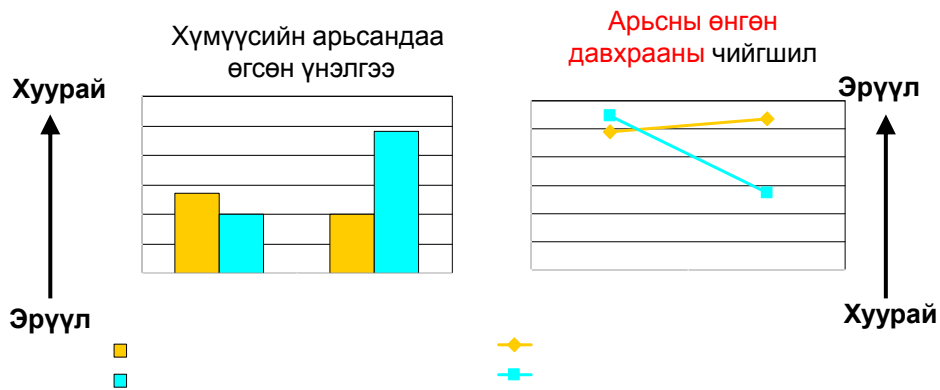 Хүмүүсийн арьсандаа
өгсөн үнэлгээ
Арьсны өнгөн
давхрааны чийгшил
Хуурай
Эрүүл
Эрүүл
Хуурай